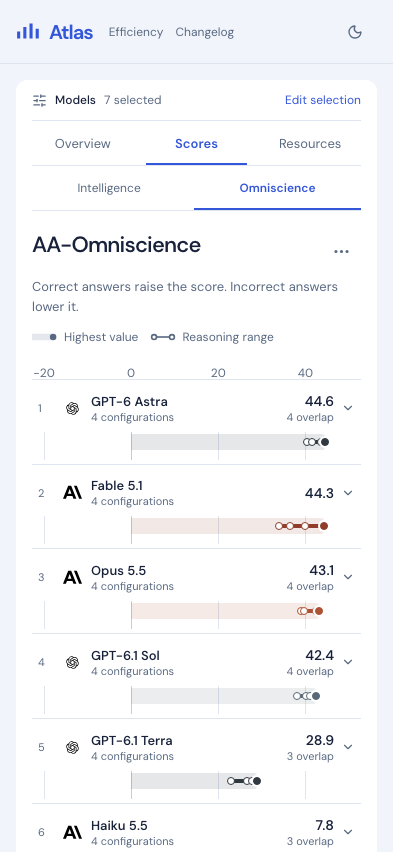 Atlas Efficiency Changelog
Models 7 selected Edit selection
Overview Scores Resources
Intelligence Omniscience
AA-Omniscience ...
Correct answers raise the score. Incorrect answers
lower it.
Highest value Reasoning range
-20 0 20 40
1 GPT-6 Astra 44.6
4 configurations 4 overlap
2 Fable 5.1 44.3
4 configurations
3 Opus 5.5 43.1
4 configurations 4 overlap
4 GPT-6.1 Sol 42.4
4 configurations 4 overlap
5 GPT-6.1 Terra 28.9
4 configurations 3 overlap
6 Haiku 5.5 7.8
4 configurations 3 overlap